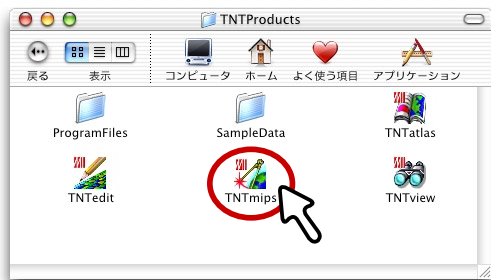 TNTProducts
戻る
表示
コンピュータ ホーム よく使う項目 アプリケーション
ProgramFiles SampleData TNTatlas
TNTedit TNTmips TNTview